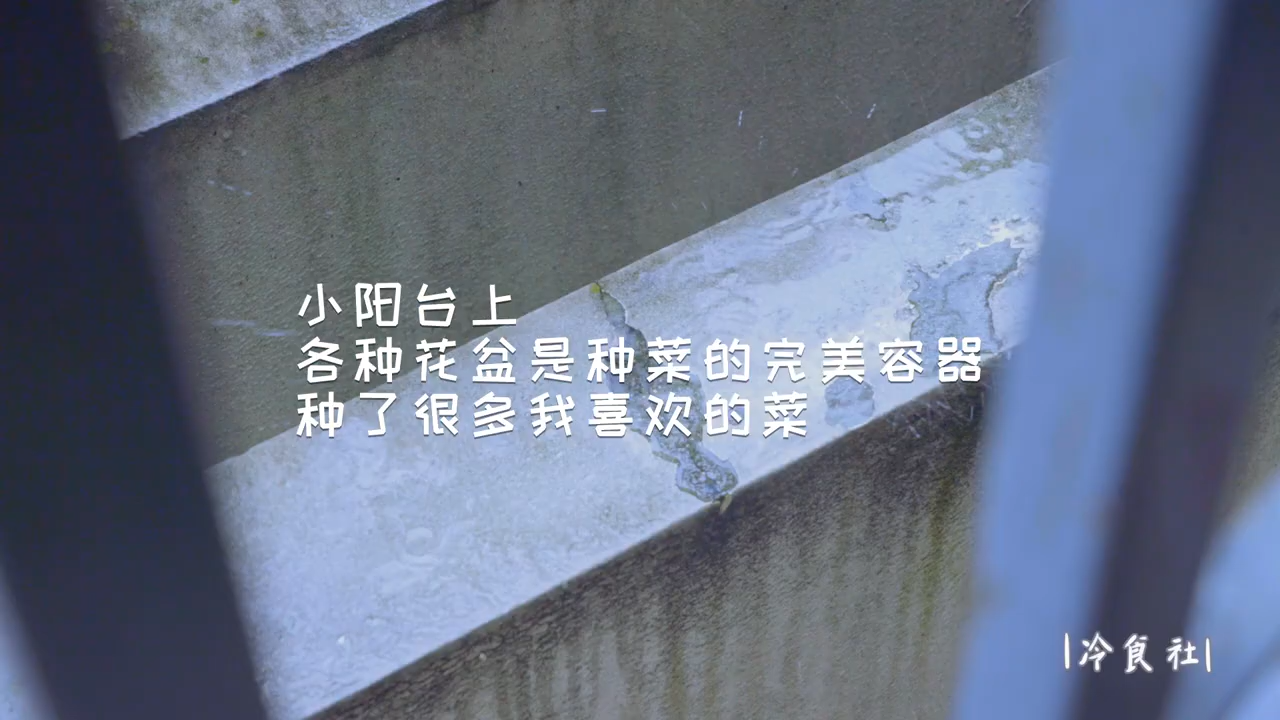 小阳台上
各种花盆是种菜的完美容器
种了很多我喜欢的菜
|冷食社|